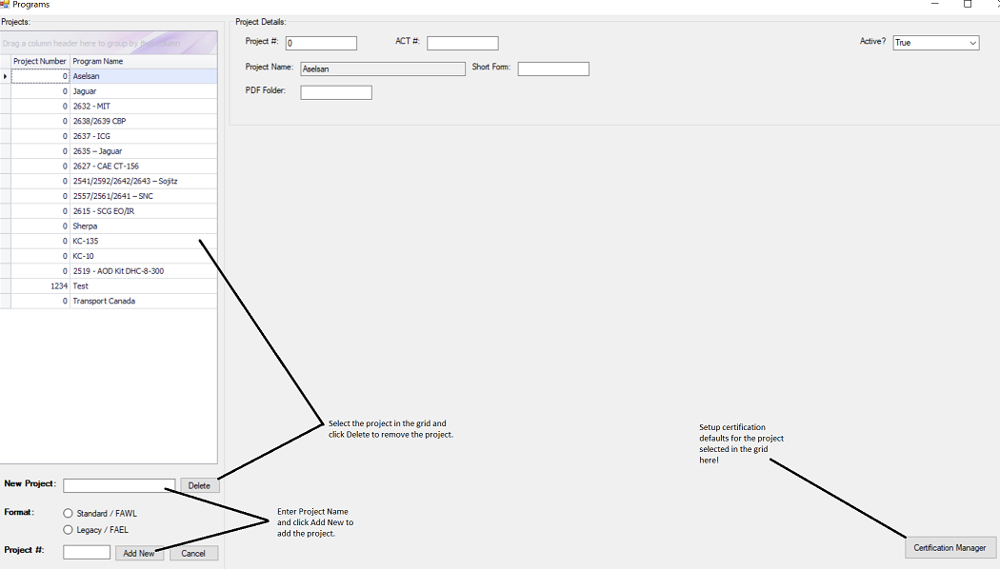 Programs
Projects:
Project Details:
Drag a column header here to group by that column
Project #: 0 ACT #: Active? True
Project Number Program Name
Project Name: Aselsan Short Form:
PDF Folder:
0 Aselsan
0 Jaguar
0 2632 - MIT
0 2638/2639 CBP
0 2637 - ICG
0 2635 – Jaguar
0 2627 - CAE CT-156
0 2541/2592/2642/2643 – Sojitz
0 2557/2561/2641 – SNC
0 2615 - SCG EO/IR
0 Sherpa
0 KC-135
0 KC-10
0 2519 - AOD Kit DHC-8-300
1234 Test
0 Transport Canada
Select the project in the grid and
click Delete to remove the project.
Setup certification
defaults for the project
selected in the grid
here!
New Project: Delete
Format: Standard / FAWL
Legacy / FAEL
Enter Project Name
and click Add New to
add the project.
Project #: Add New Cancel
Certification Manager